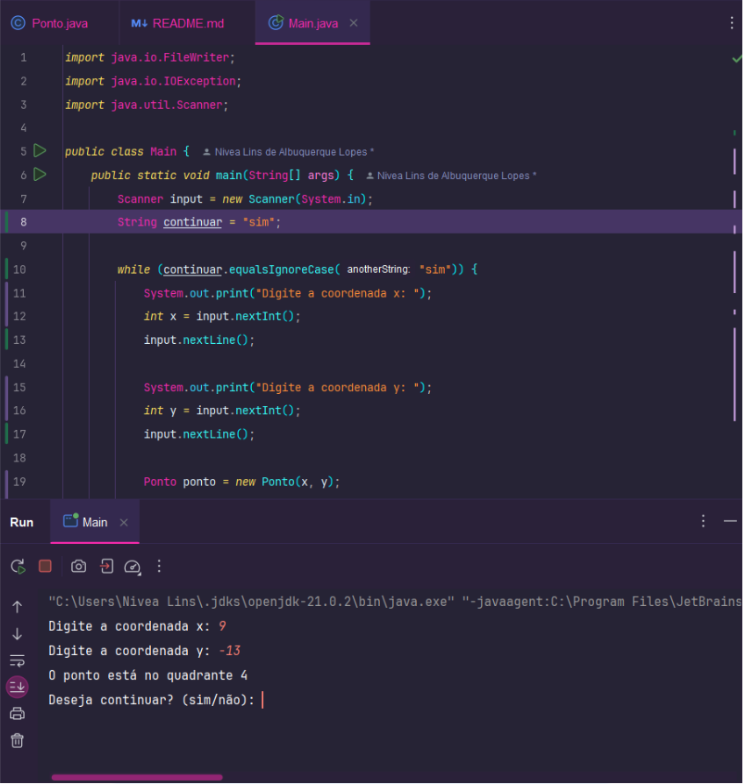 Ponto.java M↓ README.md Main.java ×
1 import java.io.FileWriter;
2 import java.io.IOException;
3 import java.util.Scanner;
4
5 public class Main { Nivea Lins de Albuquerque Lopes *
6 public static void main(String[] args) { Nivea Lins de Albuquerque Lopes *
7 Scanner input = new Scanner(System.in);
8 String continuar = "sim";
9
10 while (continuar.equalsIgnoreCase( anotherString: "sim")) {
11 System.out.print("Digite a coordenada x: ");
12 int x = input.nextInt();
13 input.nextLine();
14
15 System.out.print("Digite a coordenada y: ");
16 int y = input.nextInt();
17 input.nextLine();
18
19 Ponto ponto = new Ponto(x, y);
Run Main ×
"C:\Users\Nivea Lins\.jdks\openjdk-21.0.2\bin\java.exe" "-javaagent:C:\Program Files\JetBrains
Digite a coordenada x: 9
Digite a coordenada y: -13
O ponto está no quadrante 4
Deseja continuar? (sim/não):